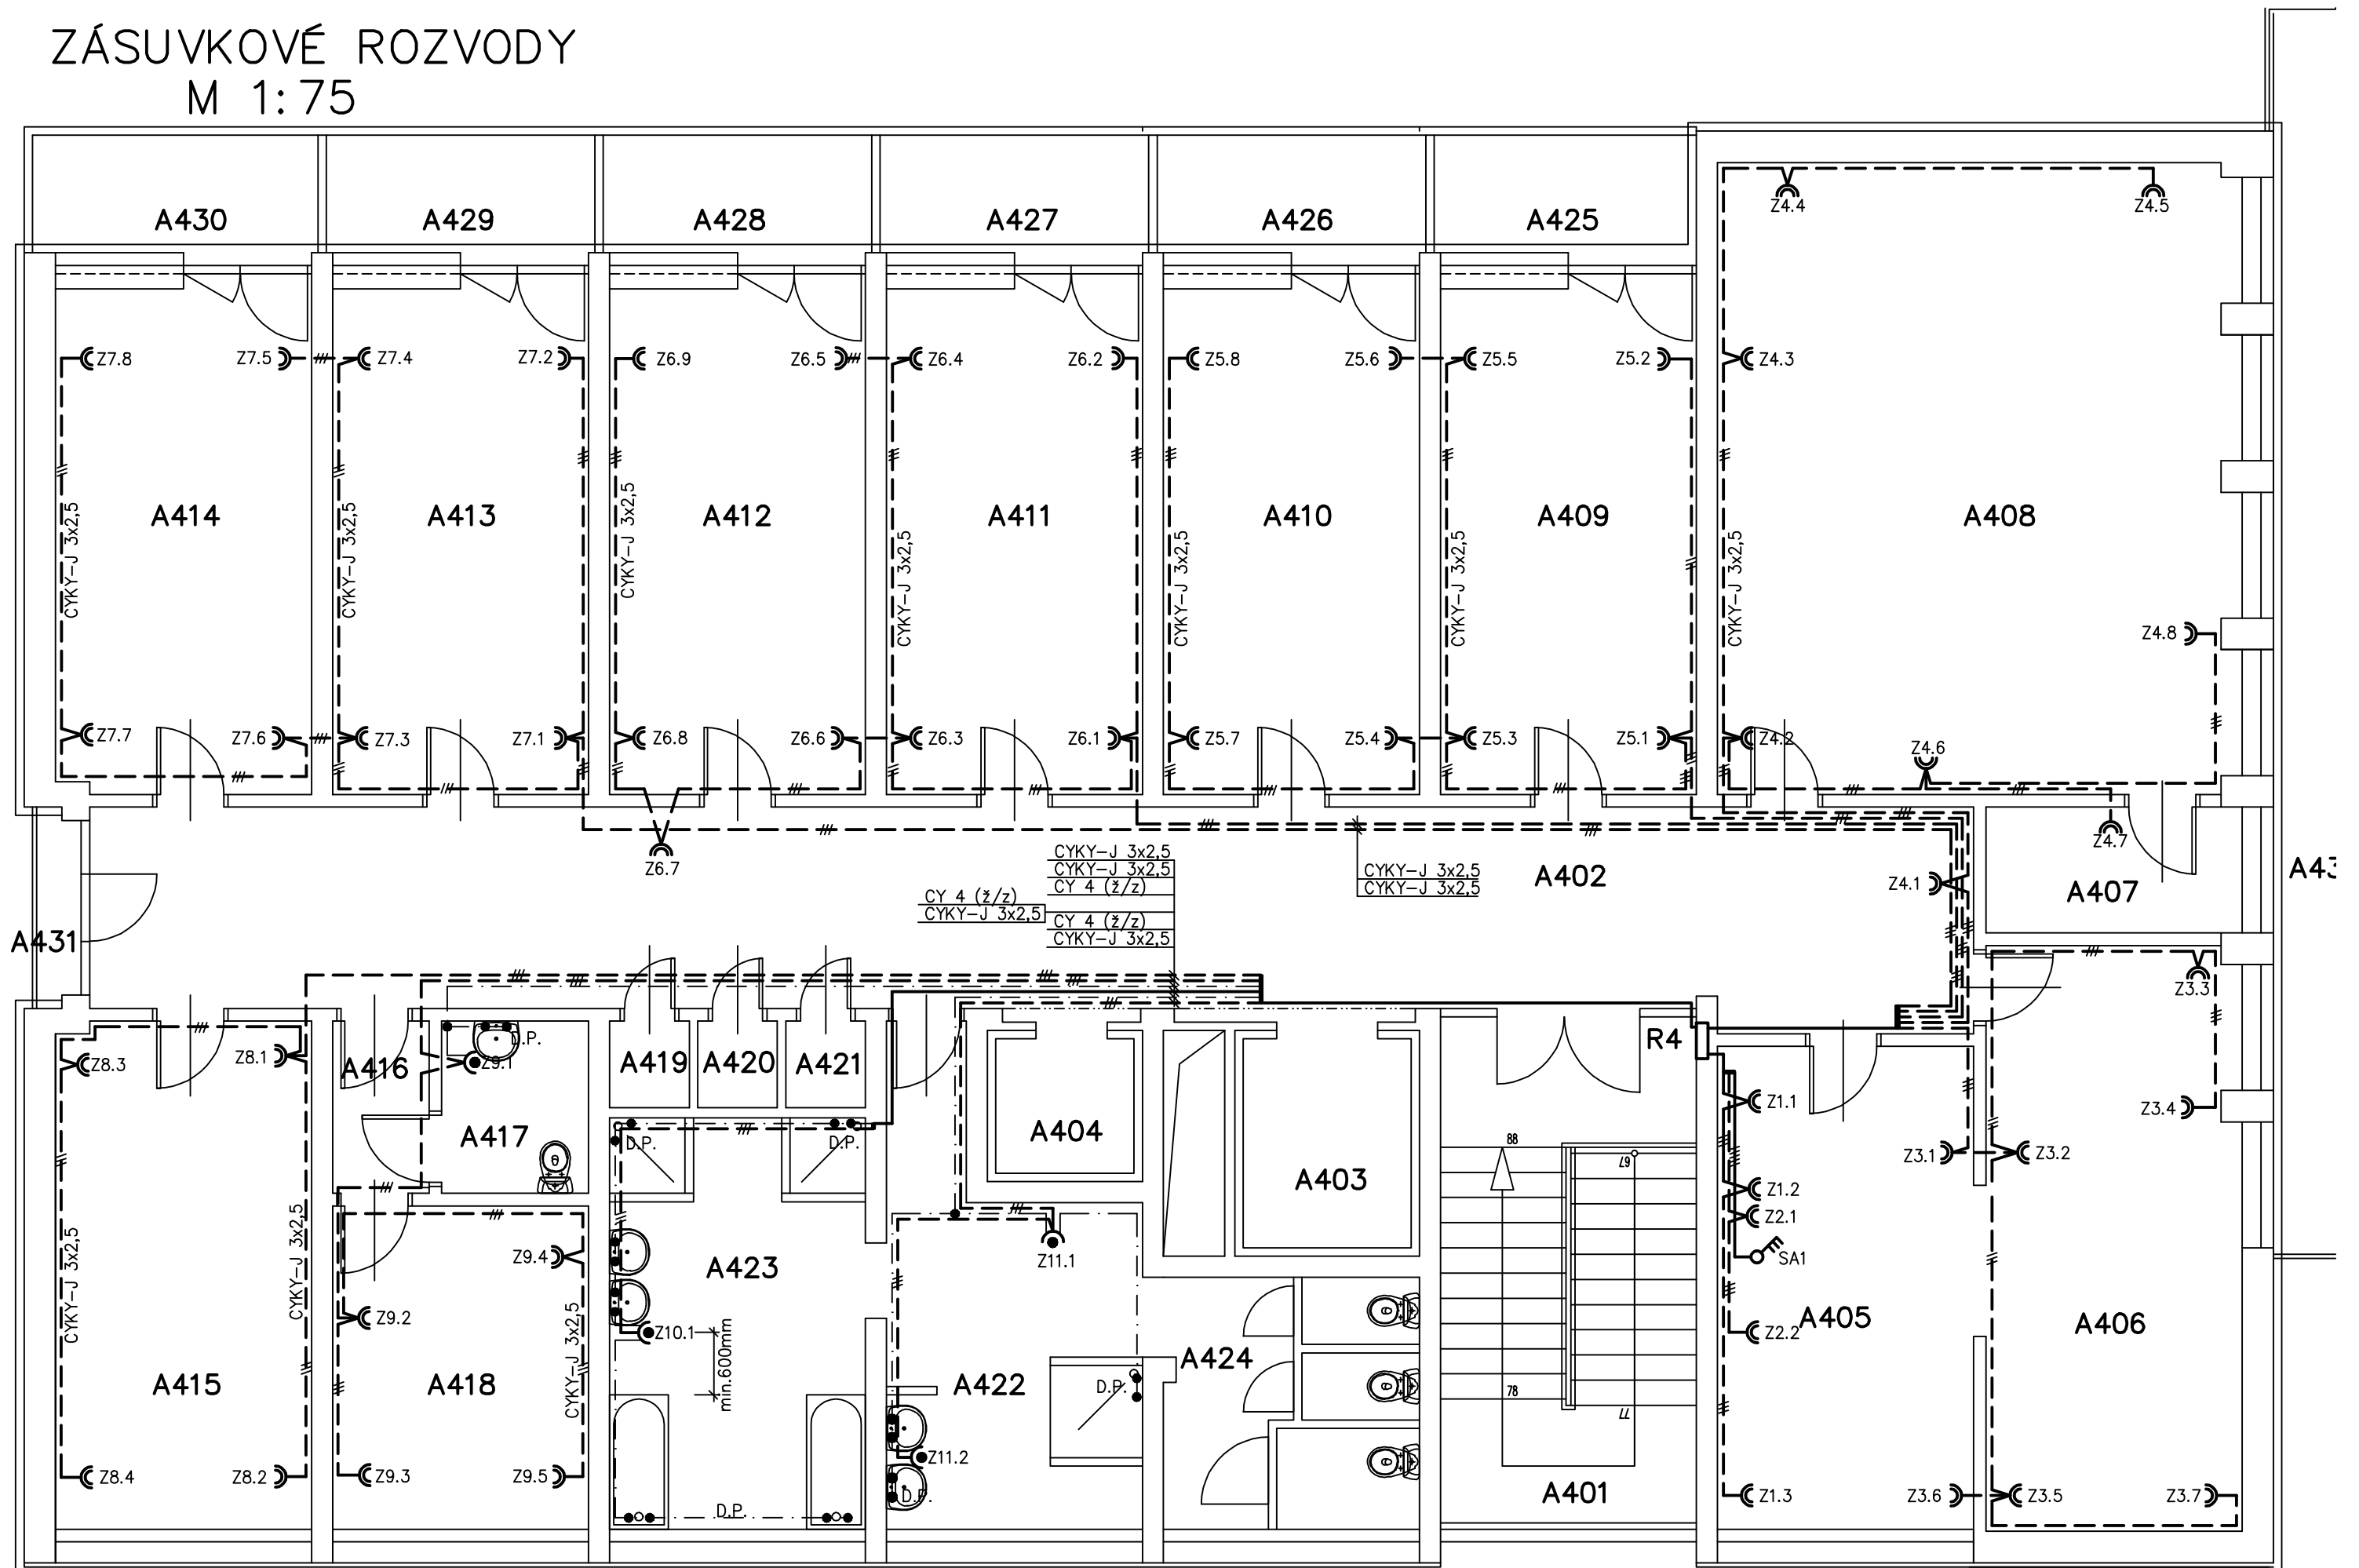 ZÁSUVKOVÉ ROZVODY
M 1:75
A430
A429
A428
A427
A426
A425
Z4.4
Z4.5
Z7.8
Z7.5
Z7.4
Z7.2
Z6.9
Z6.5
Z6.4
Z6.2
Z5.8
Z5.6
Z5.5
Z5.2
Z4.3
CYKY-J 3x2,5
A414
CYKY-J 3x2,5
A413
CYKY-J 3x2,5
A412
CYKY-J 3x2,5
A411
CYKY-J 3x2,5
A410
CYKY-J 3x2,5
A409
CYKY-J 3x2,5
A408
Z4.8
Z7.7
Z7.6
Z7.3
Z7.1
Z6.8
Z6.6
Z6.3
Z6.1
Z5.7
Z5.4
Z5.3
Z5.1
Z4.2
Z4.6
Z4.7
Z6.7
CYKY-J 3x2,5
CYKY-J 3x2,5
CY 4 (ž/z)
CY 4 (ž/z)
CYKY-J 3x2,5
CY 4 (ž/z)
CYKY-J 3x2,5
CYKY-J 3x2,5
CYKY-J 3x2,5
A402
Z4.1
A407
A431
Z3.3
R4
Z8.3
Z8.1
A416
Z9.1
D.P.
A419
A420
A421
Z1.1
Z3.4
A417
D.P.
D.P.
A404
A403
88
67
Z3.1
Z3.2
Z1.2
Z2.1
SA1
CYKY-J 3x2,5
CYKY-J 3x2,5
Z9.4
A423
Z11.1
Z9.2
CYKY-J 3x2,5
Z10.1
min.600mm
Z2.2
A405
A406
A415
A418
A422
D.P.
A424
78
77
Z8.4
Z8.2
Z9.3
Z9.5
Z11.2
D.P.
D.P.
A401
Z1.3
Z3.6
Z3.5
Z3.7